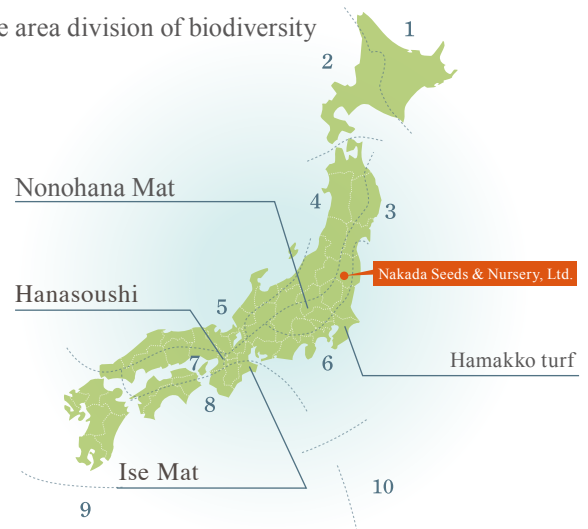 e area division of biodiversity
1
2
Nonohana Mat
4
3
Nakada Seeds & Nursery, Ltd.
Hanasoushi
5
7
6
Hamakko turf
8
Ise Mat
10
9